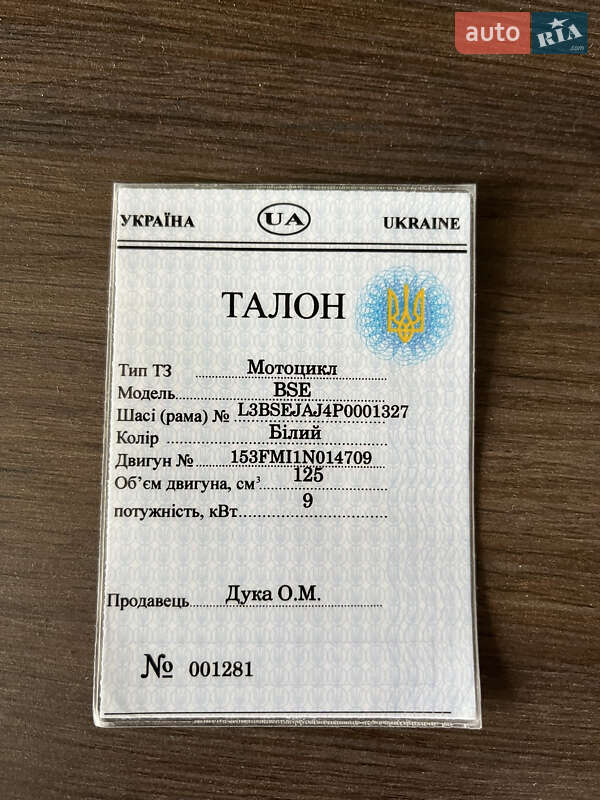 auto RIA .com
УКРАЇНА UA UKRAINE
ТАЛОН
Тип ТЗ Мотоцикл
Модель BSE
Шасі (рама) № L3BSEJAJ4P0001327
Колір Білий
Двигун № 153FMI1N014709
Об’єм двигуна, см³ 125
потужність, кВт 9
Продавець Дука О.М.
№ 001281